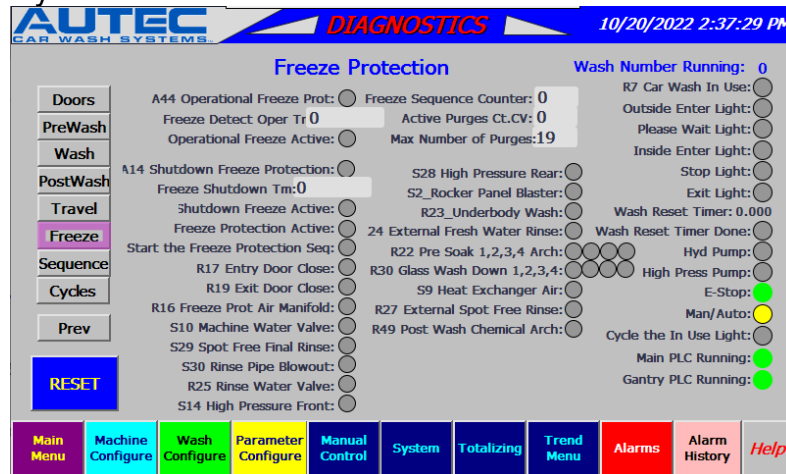 AUTEC
CAR WASH SYSTEMS
DIAGNOSTICS
10/20/2022 2:37:29 PM
Freeze Protection
Wash Number Running: 0
Doors
PreWash
Wash
PostWash
Travel
Freeze
Sequence
Cycles
Prev
RESET
A44 Operational Freeze Prot:
Freeze Detect Oper Tr 0
Operational Freeze Active:
A14 Shutdown Freeze Protection:
Freeze Shutdown Tm: 0
Shutdown Freeze Active:
Freeze Protection Active:
Start the Freeze Protection Seq:
R17 Entry Door Close:
R19 Exit Door Close:
R16 Freeze Prot Air Manifold:
S10 Machine Water Valve:
S29 Spot Free Final Rinse:
S30 Rinse Pipe Blowout:
R25 Rinse Water Valve:
S14 High Pressure Front:
Freeze Sequence Counter: 0
Active Purges Ct.CV: 0
Max Number of Purges: 19
S28 High Pressure Rear:
S2_Rocker Panel Blaster:
R23_Underbody Wash:
24 External Fresh Water Rinse:
R22 Pre Soak 1,2,3,4 Arch:
R30 Glass Wash Down 1,2,3,4:
S9 Heat Exchanger Air:
R27 External Spot Free Rinse:
R49 Post Wash Chemical Arch:
R7 Car Wash In Use:
Outside Enter Light:
Please Wait Light:
Inside Enter Light:
Stop Light:
Exit Light:
Wash Reset Timer: 0.000
Wash Reset Timer Done:
Hyd Pump:
High Press Pump:
E-Stop:
Man/Auto:
Cycle the In Use Light:
Main PLC Running:
Gantry PLC Running:
Main Menu
Machine Configure
Wash Configure
Parameter Configure
Manual Control
System
Totalizing
Trend Menu
Alarms
Alarm History
Help